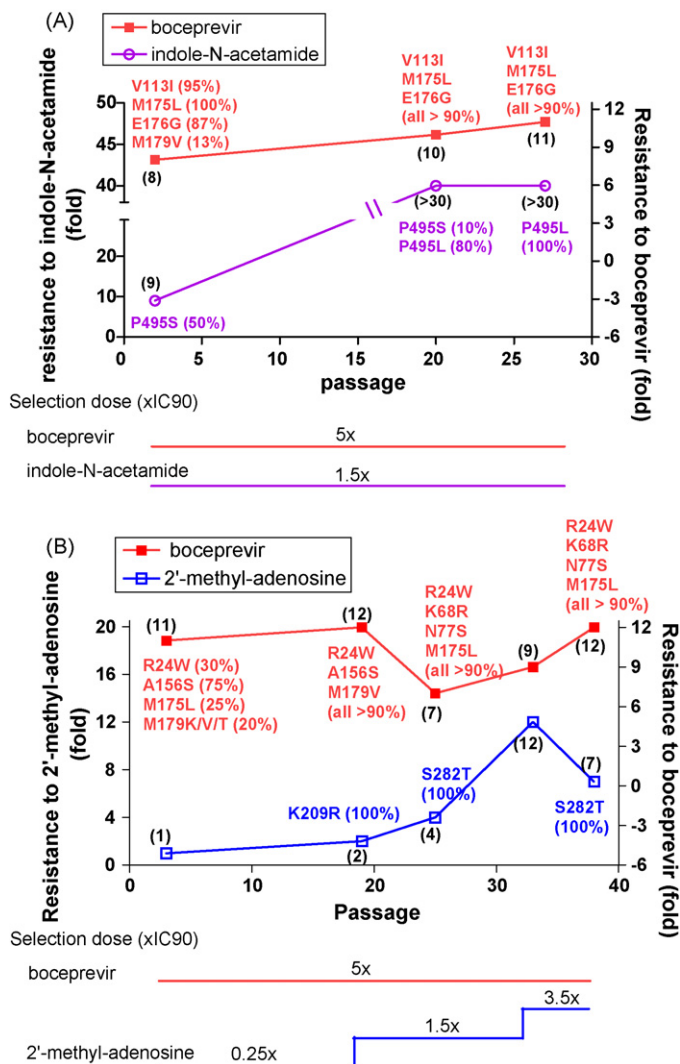 (A)
boceprevir
indole-N-acetamide
V113I (95%)
M175L (100%)
E176G (87%)
M179V (13%)
V113I
M175L
E176G
(all > 90%)
V113I
M175L
E176G
(all >90%)
(8)
(10)
(11)
(9)
(>30)
(>30)
P495S (50%)
P495S (10%)
P495L (80%)
P495L
(100%)
resistance to indole-N-acetamide
(fold)
50
45
40
20
10
0
Resistance to boceprevir (fold)
12
9
6
3
0
-3
-6
0 5 10 15 20 25 30
passage
Selection dose (xIC90)
boceprevir 5x
indole-N-acetamide 1.5x
(B)
boceprevir
2'-methyl-adenosine
(11)
R24W (30%)
A156S (75%)
M175L (25%)
M179K/V/T (20%)
(12)
R24W
A156S
M179V
(all >90%)
R24W
K68R
N77S
M175L
(all >90%)
(7)
(9)
R24W
K68R
N77S
M175L
(all > 90%)
(12)
(1)
K209R (100%)
(2)
S282T
(100%)
(4)
(12)
(7)
S282T
(100%)
Resistance to 2'-methyl-adenosine
(fold)
20
16
12
8
4
0
Resistance to boceprevir (fold)
12
9
6
3
0
-3
-6
0 10 20 30 40
Passage
Selection dose (xIC90)
boceprevir 5x
2'-methyl-adenosine 0.25x 1.5x 3.5x